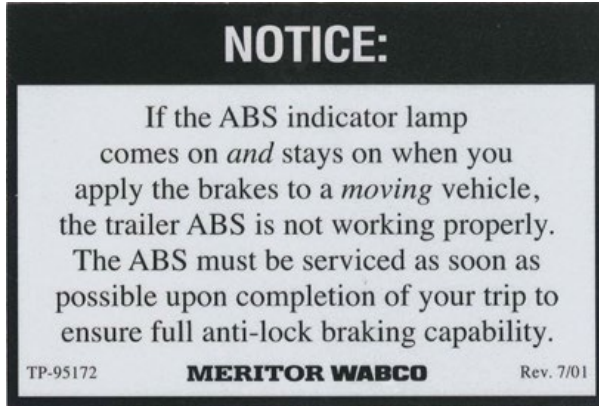 NOTICE:
If the ABS indicator lamp
comes on and stays on when you
apply the brakes to a moving vehicle,
the trailer ABS is not working properly.
The ABS must be serviced as soon as
possible upon completion of your trip to
ensure full anti-lock braking capability.
TP-95172 MERITOR WABCO Rev. 7/01